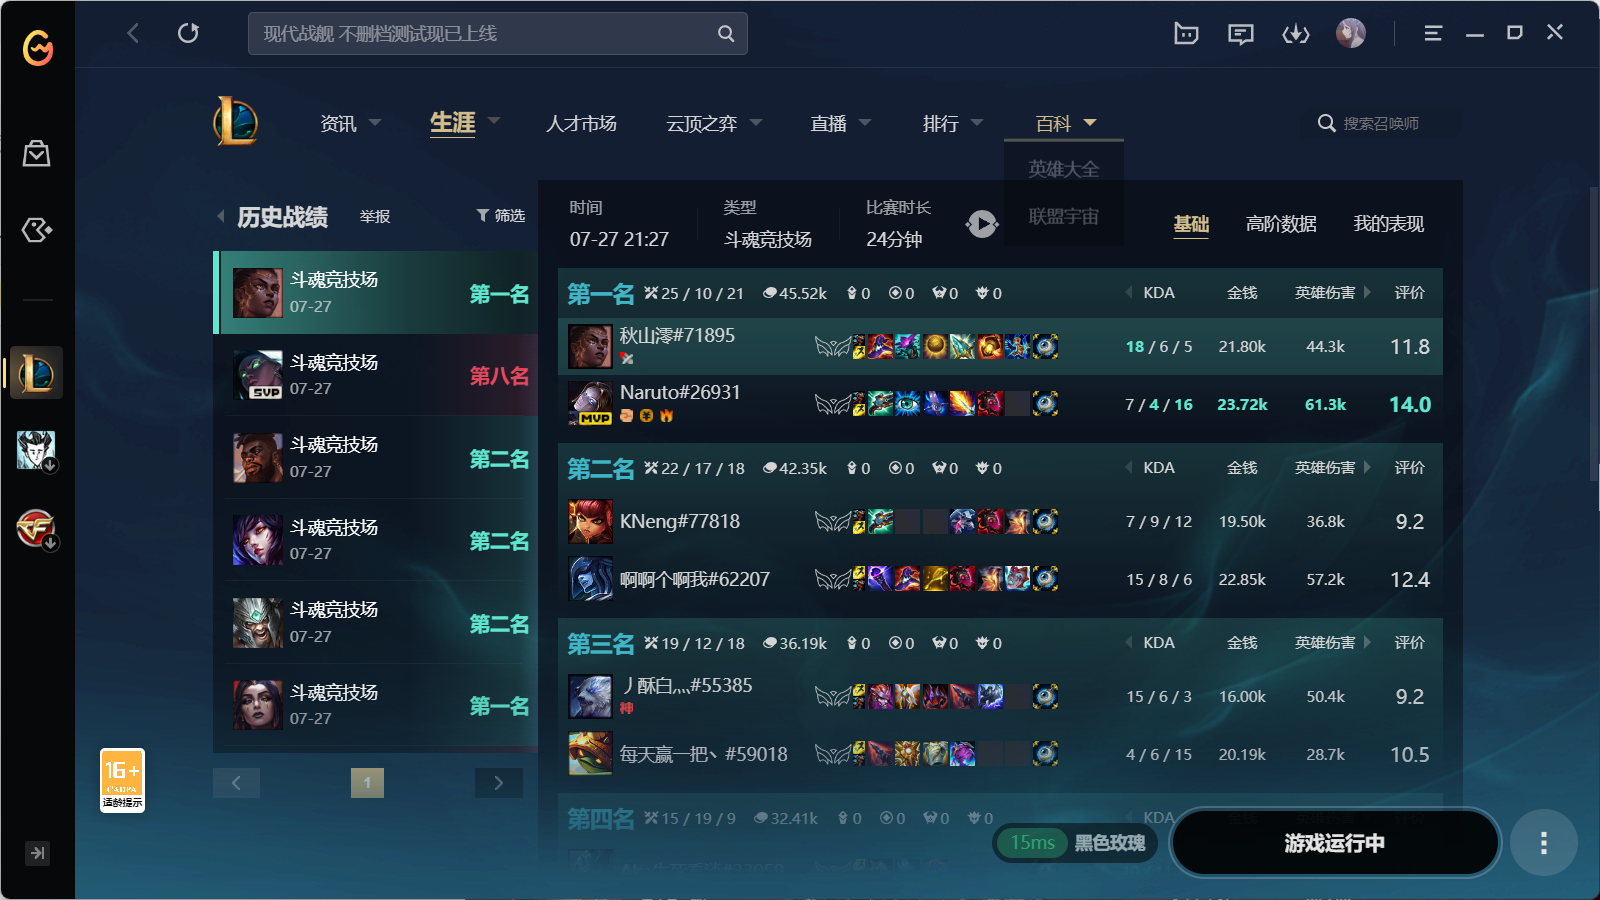 现代战舰 不删档测试现已上线
资讯
生涯
人才市场
云顶之弈
直播
排行
百科
搜索召唤师
英雄大全
联盟宇宙
历史战绩
举报
筛选
斗魂竞技场
07-27
第一名
斗魂竞技场
07-27
第八名
SVP
斗魂竞技场
07-27
第二名
斗魂竞技场
07-27
第二名
斗魂竞技场
07-27
第二名
斗魂竞技场
07-27
第一名
1
16+
CADPA
适龄提示
时间
07-27 21:27
类型
斗魂竞技场
比赛时长
24分钟
基础
高阶数据
我的表现
第一名 25 / 10 / 21 45.52k 0 0 0 0 KDA 金钱 英雄伤害 评价
秋山澪#71895 18 / 6 / 5 21.80k 44.3k 11.8
Naruto#26931 7 / 4 / 16 23.72k 61.3k 14.0
MVP
第二名 22 / 17 / 18 42.35k 0 0 0 0 KDA 金钱 英雄伤害 评价
KNeng#77818 7 / 9 / 12 19.50k 36.8k 9.2
啊啊个啊我#62207 15 / 8 / 6 22.85k 57.2k 12.4
第三名 19 / 12 / 18 36.19k 0 0 0 0 KDA 金钱 英雄伤害 评价
丿酥白灬#55385 15 / 6 / 3 16.00k 50.4k 9.2
神
每天赢一把丶#59018 4 / 6 / 15 20.19k 28.7k 10.5
第四名 15 / 19 / 9 32.41k 0 0 0 0 KDA
15ms 黑色玫瑰
游戏运行中